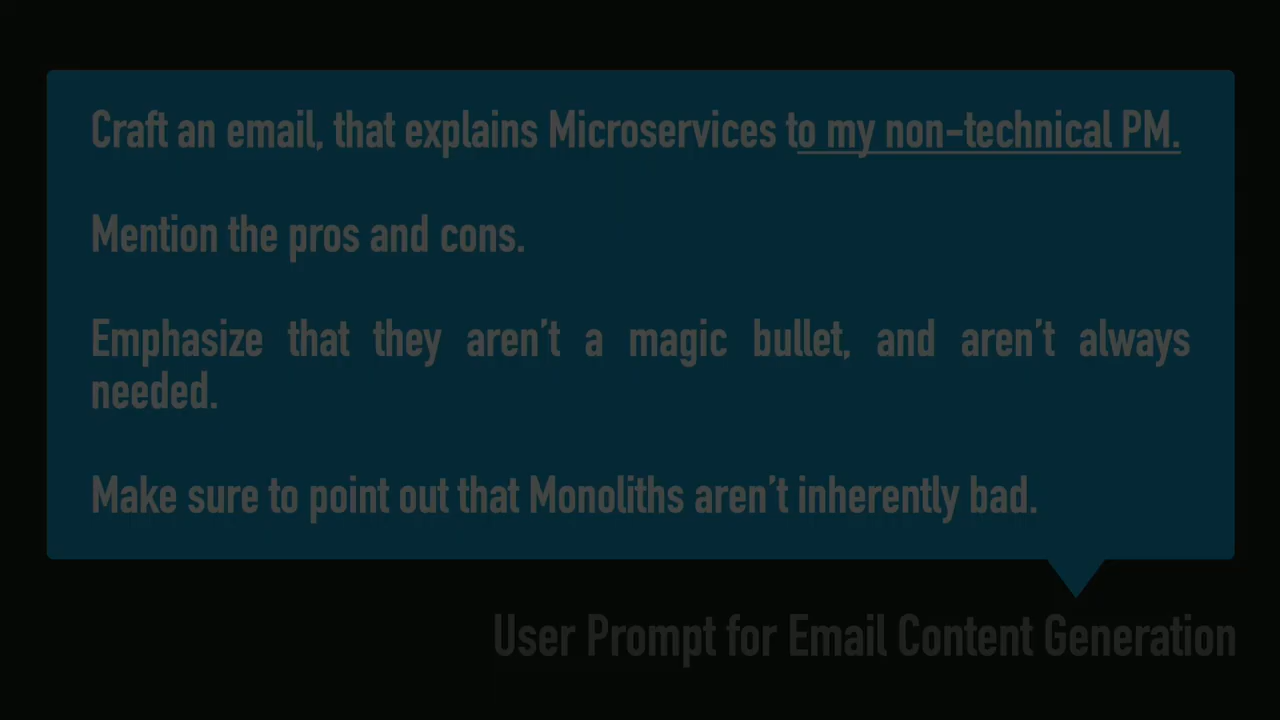 Craft an email, that explains Microservices to my non-technical PM.
Mention the pros and cons.
Emphasize that they aren’t a magic bullet, and aren’t always
needed.
Make sure to point out that Monoliths aren’t inherently bad.
User Prompt for Email Content Generation